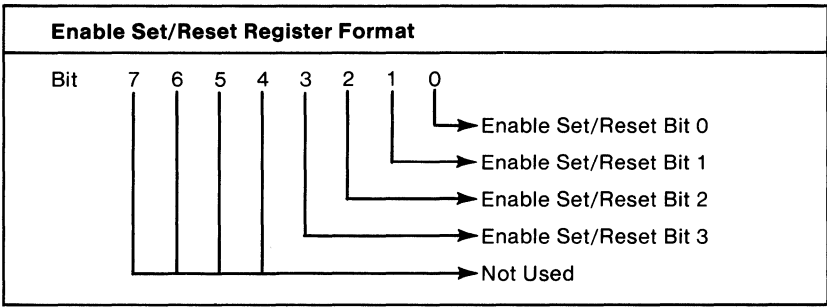 Enable Set/Reset Register Format
Bit 7 6 5 4 3 2 1 0
Enable Set/Reset Bit 0
Enable Set/Reset Bit 1
Enable Set/Reset Bit 2
Enable Set/Reset Bit 3
Not Used